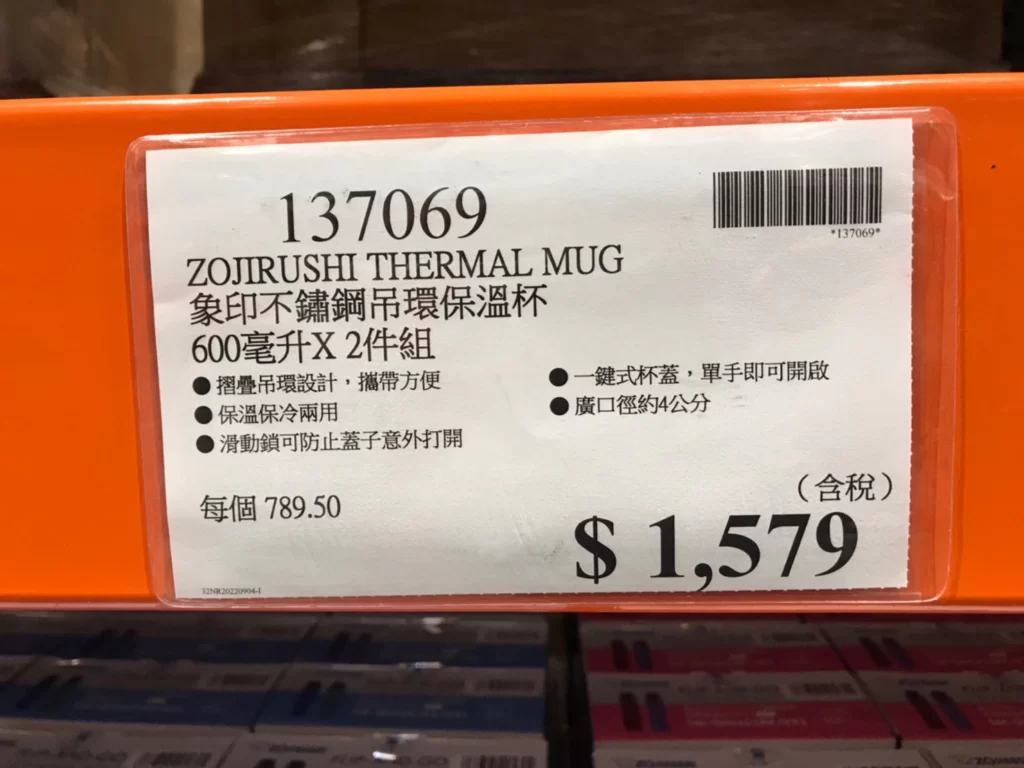 137069
*137069*
ZOJIRUSHI THERMAL MUG
象印不鏽鋼吊環保溫杯
600毫升X 2件組
●摺疊吊環設計，攜帶方便
●保溫保冷兩用
●滑動鎖可防止蓋子意外打開
●一鍵式杯蓋，單手即可開啟
●廣口徑約4公分
每個 789.50
（含稅）
$ 1,579